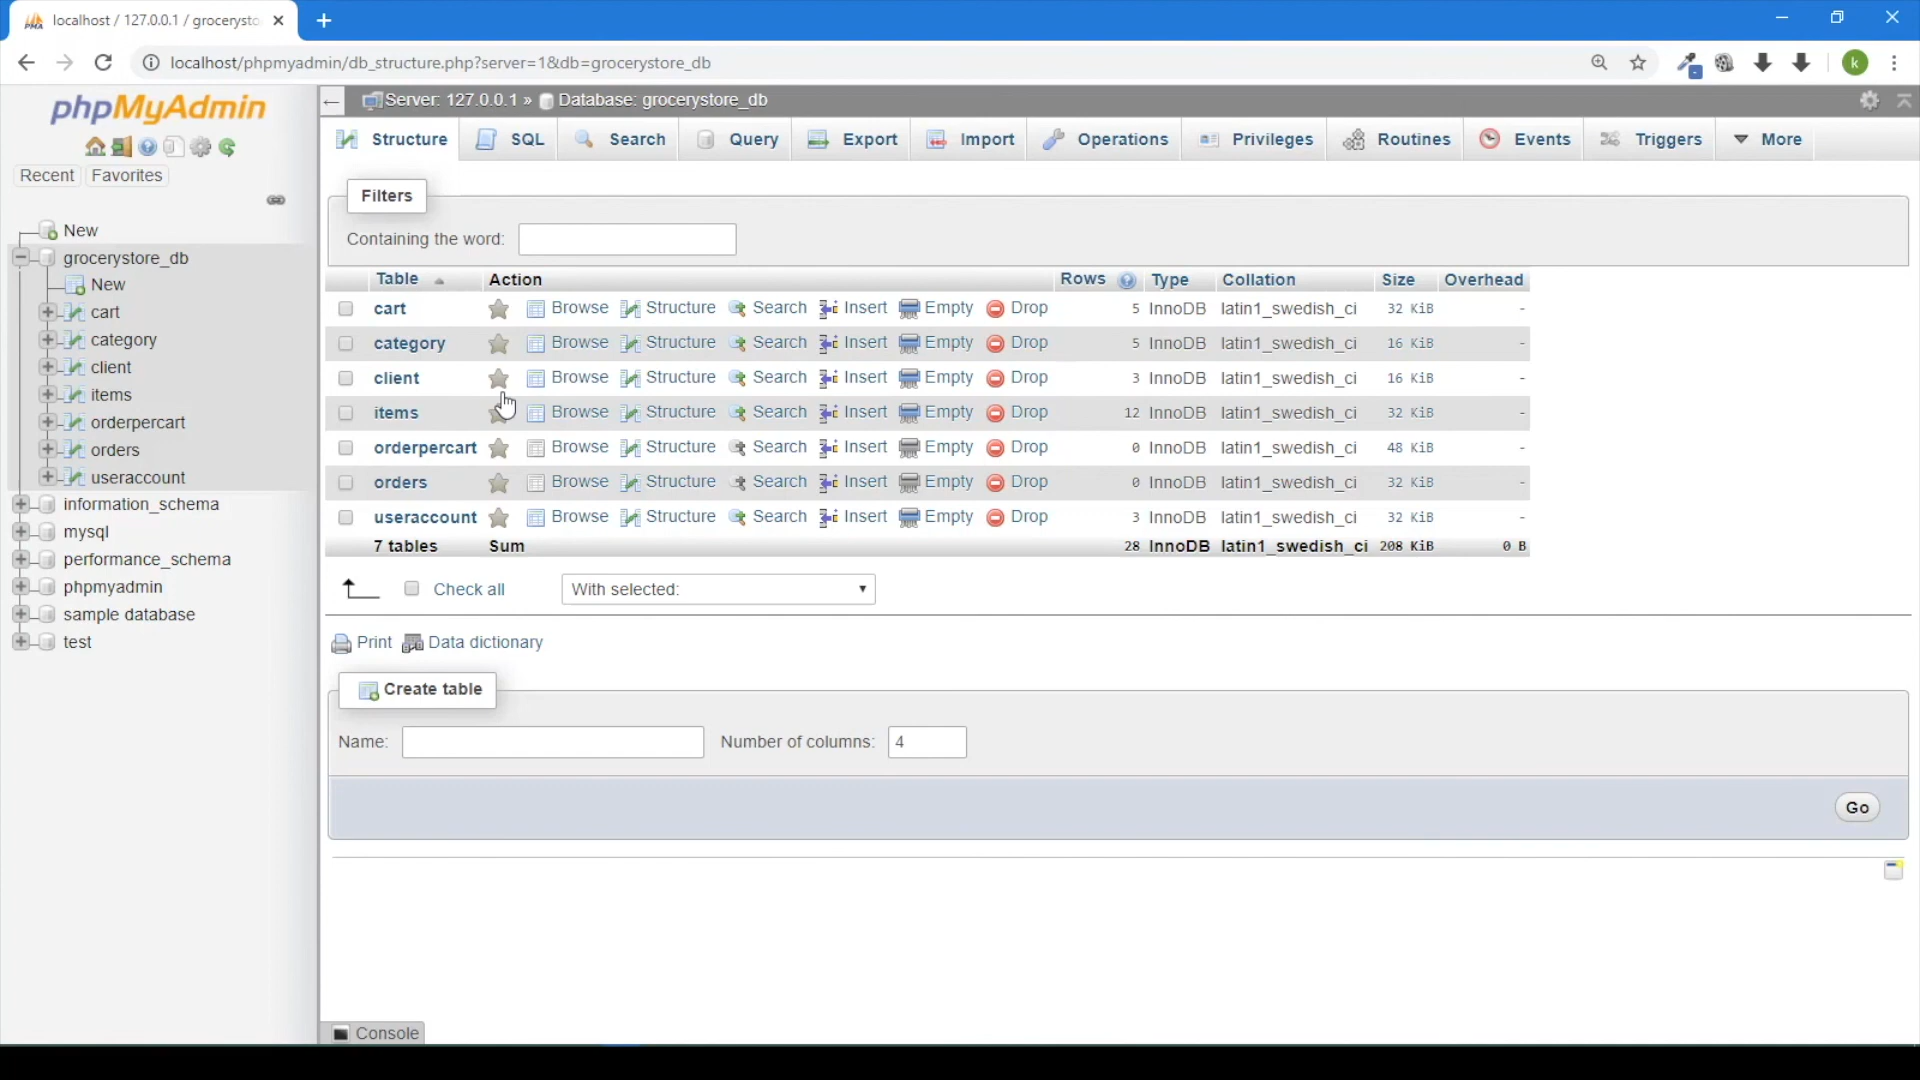 localhost / 127.0.0.1 / grocerysto
localhost/phpmyadmin/db_structure.php?server=1&db=grocerystore_db
k
phpMyAdmin
Recent Favorites
New
grocerystore_db
New
cart
category
client
items
orderpercart
orders
useraccount
information_schema
mysql
performance_schema
phpmyadmin
sample database
test
Server: 127.0.0.1 » Database: grocerystore_db
Structure SQL Search Query Export Import Operations Privileges Routines Events Triggers More
Filters
Containing the word:
Table Action Rows Type Collation Size Overhead
cart Browse Structure Search Insert Empty Drop 5 InnoDB latin1_swedish_ci 32 KiB -
category Browse Structure Search Insert Empty Drop 5 InnoDB latin1_swedish_ci 16 KiB -
client Browse Structure Search Insert Empty Drop 3 InnoDB latin1_swedish_ci 16 KiB -
items Browse Structure Search Insert Empty Drop 12 InnoDB latin1_swedish_ci 32 KiB -
orderpercart Browse Structure Search Insert Empty Drop 0 InnoDB latin1_swedish_ci 48 KiB -
orders Browse Structure Search Insert Empty Drop 0 InnoDB latin1_swedish_ci 32 KiB -
useraccount Browse Structure Search Insert Empty Drop 3 InnoDB latin1_swedish_ci 32 KiB -
7 tables Sum 28 InnoDB latin1_swedish_ci 208 KiB 0 B
Check all With selected:
Print Data dictionary
Create table
Name: Number of columns: 4
Go
Console